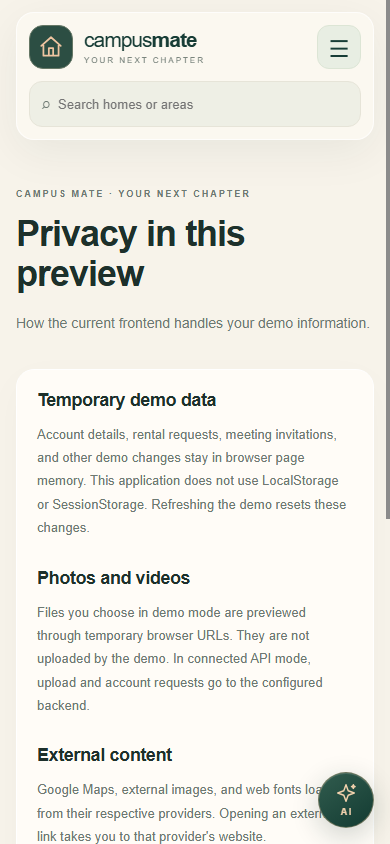 campusmate
YOUR NEXT CHAPTER
Search homes or areas
CAMPUS MATE · YOUR NEXT CHAPTER
Privacy in this
preview
How the current frontend handles your demo information.
Temporary demo data
Account details, rental requests, meeting invitations,
and other demo changes stay in browser page
memory. This application does not use LocalStorage
or SessionStorage. Refreshing the demo resets these
changes.
Photos and videos
Files you choose in demo mode are previewed
through temporary browser URLs. They are not
uploaded by the demo. In connected API mode,
upload and account requests go to the configured
backend.
External content
Google Maps, external images, and web fonts
from their respective providers. Opening an
link takes you to that provider's website.
AI